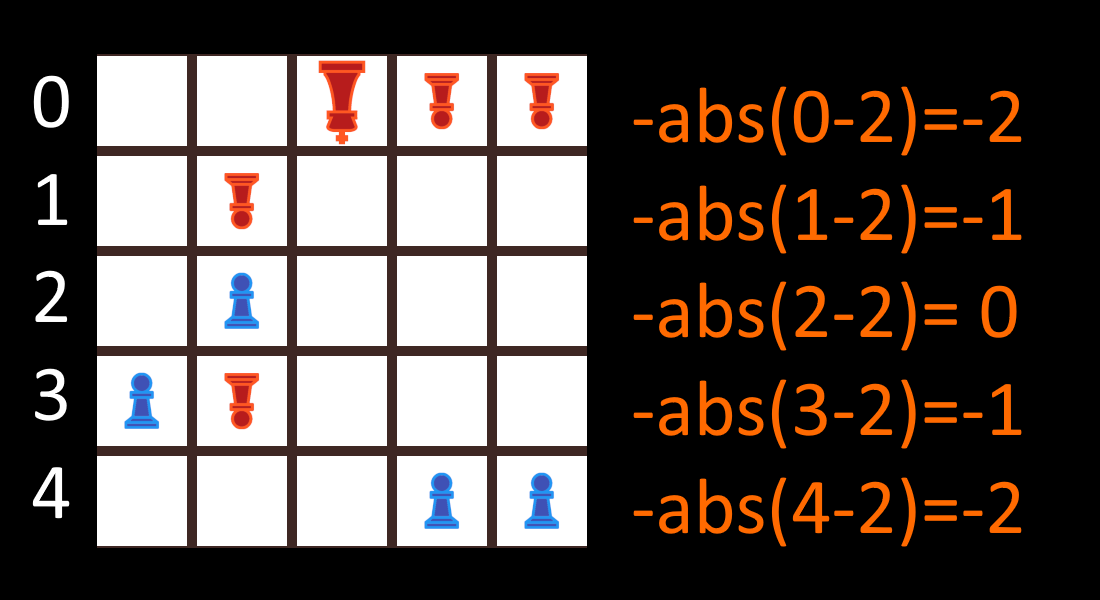 0 -abs(0-2)=-2
1 -abs(1-2)=-1
2 -abs(2-2)= 0
3 -abs(3-2)=-1
4 -abs(4-2)=-2